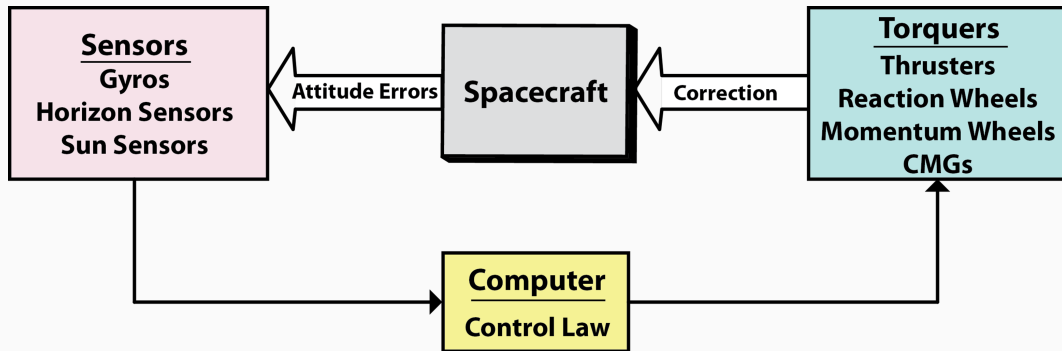 Sensors
Gyros
Horizon Sensors
Sun Sensors
Attitude Errors
Spacecraft
Correction
Torquers
Thrusters
Reaction Wheels
Momentum Wheels
CMGs
Computer
Control Law